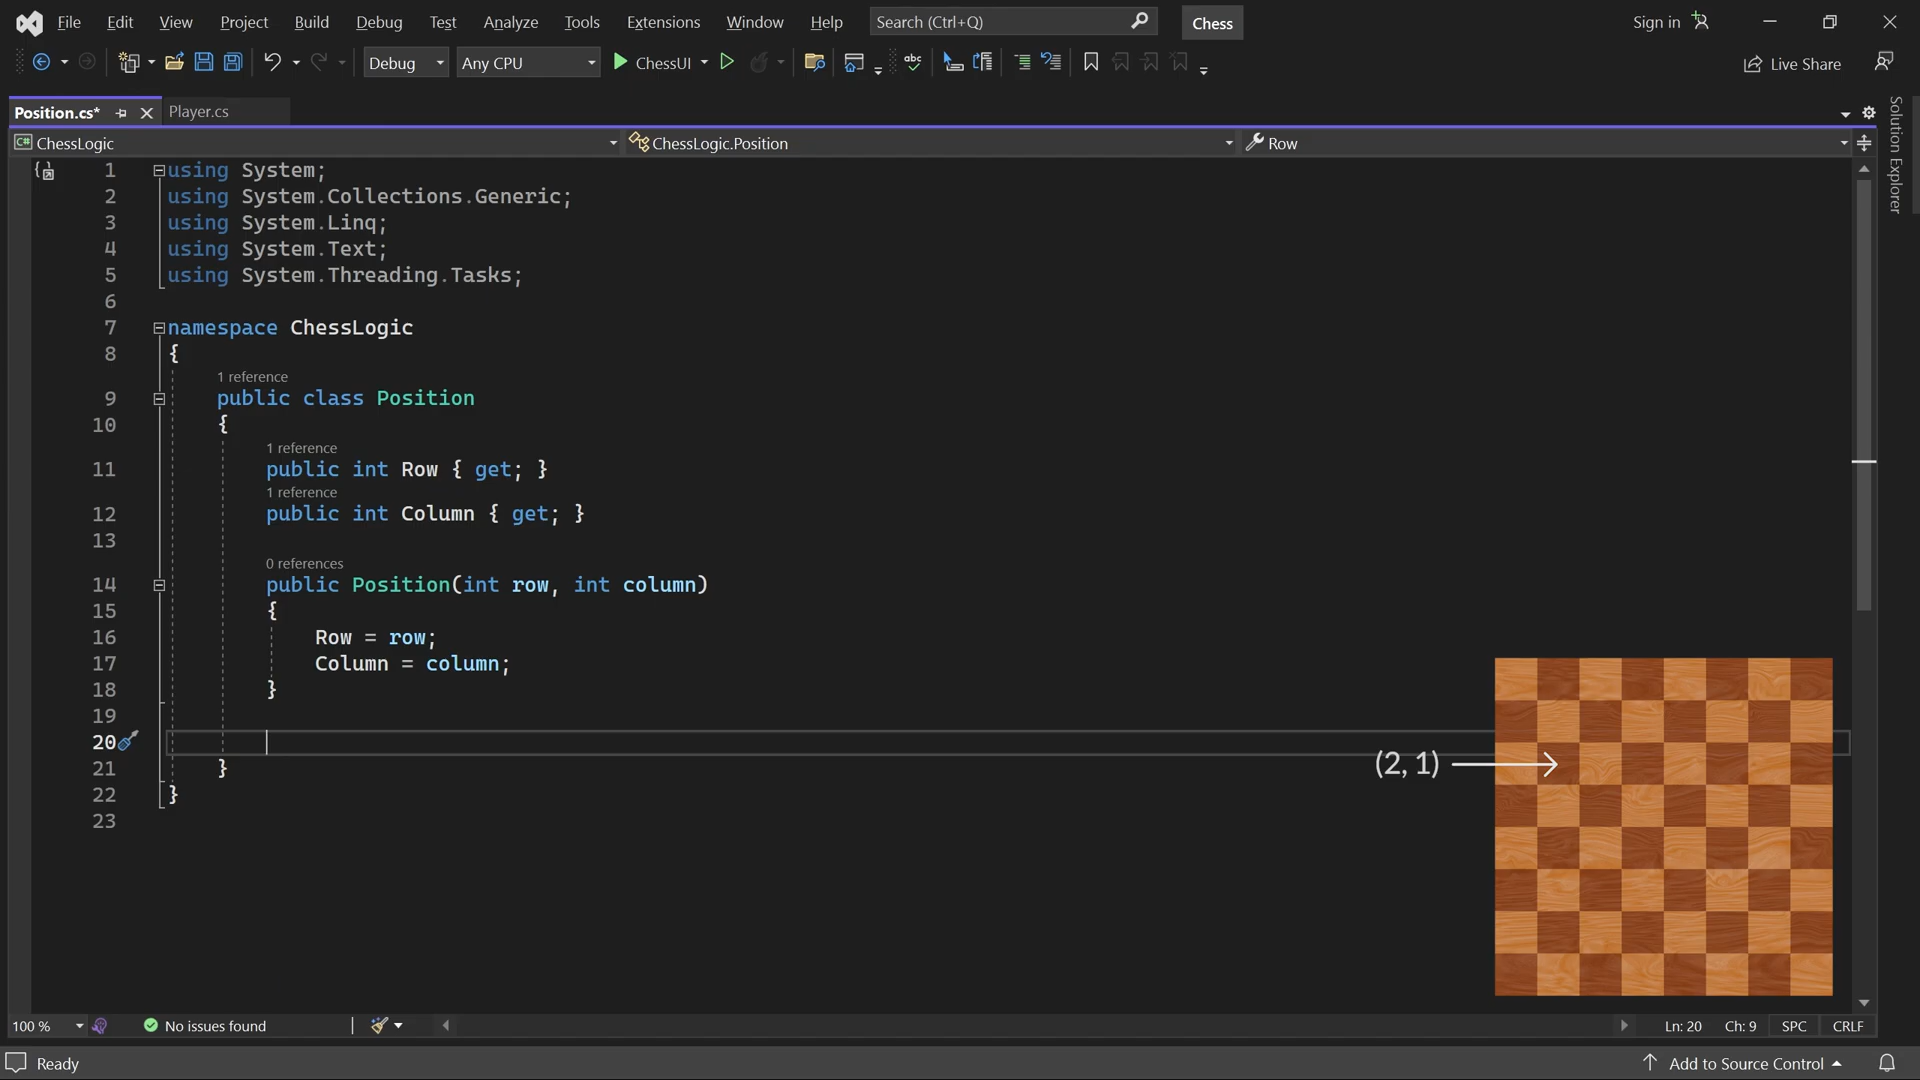 File Edit View Project Build Debug Test Analyze Tools Extensions Window Help Search (Ctrl+Q) Chess Sign in
Debug Any CPU ChessUI abc Live Share
Position.cs* Player.cs
ChessLogic ChessLogic.Position Row
Solution Explorer
1 using System;
2 using System.Collections.Generic;
3 using System.Linq;
4 using System.Text;
5 using System.Threading.Tasks;
6
7 namespace ChessLogic
8 {
1 reference
9 public class Position
10 {
1 reference
11 public int Row { get; }
1 reference
12 public int Column { get; }
13
0 references
14 public Position(int row, int column)
15 {
16 Row = row;
17 Column = column;
18 }
19
20
(2, 1)
21 }
22 }
23
100 % No issues found Ln: 20 Ch: 9 SPC CRLF
Ready Add to Source Control